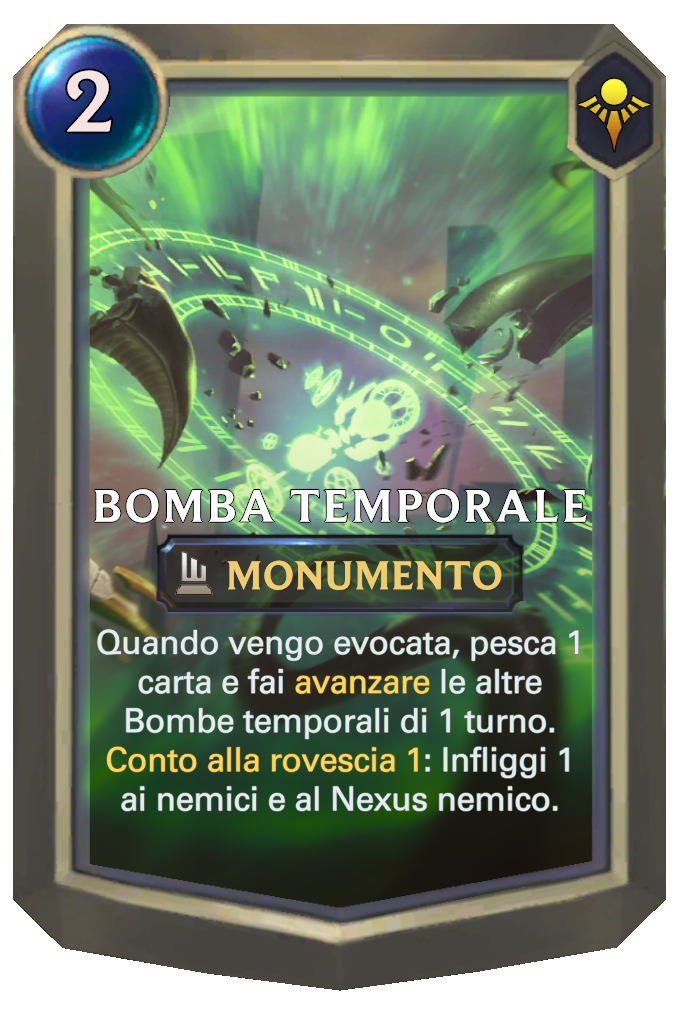 2
BOMBA TEMPORALE
MONUMENTO
Quando vengo evocata, pesca 1
carta e fai avanzare le altre
Bombe temporali di 1 turno.
Conto alla rovescia 1: Infliggi 1
ai nemici e al Nexus nemico.